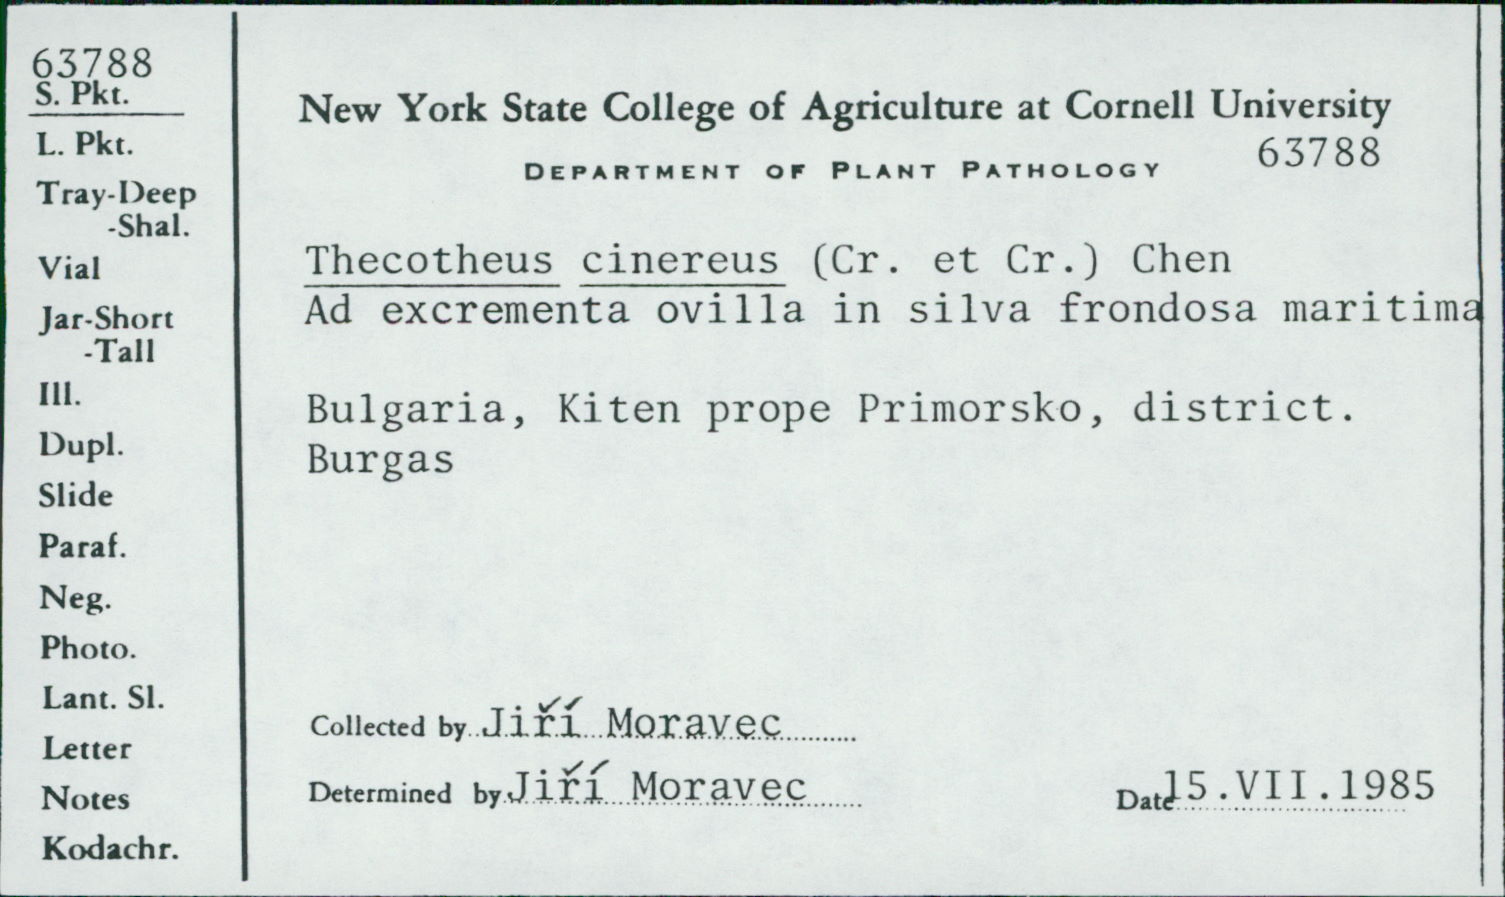 63788
S. Pkt.
L. Pkt.
Tray-Deep
-Shal.
Vial
Jar-Short
-Tall
Ill.
Dupl.
Slide
Paraf.
Neg.
Photo.
Lant. Sl.
Letter
Notes
Kodachr.
New York State College of Agriculture at Cornell University
DEPARTMENT OF PLANT PATHOLOGY 63788
Thecotheus cinereus (Cr. et Cr.) Chen
Ad excrementa ovilla in silva frondosa maritima
Bulgaria, Kiten prope Primorsko, district.
Burgas
Collected by Jiří Moravec
Determined by Jiří Moravec Date 15.VII.1985